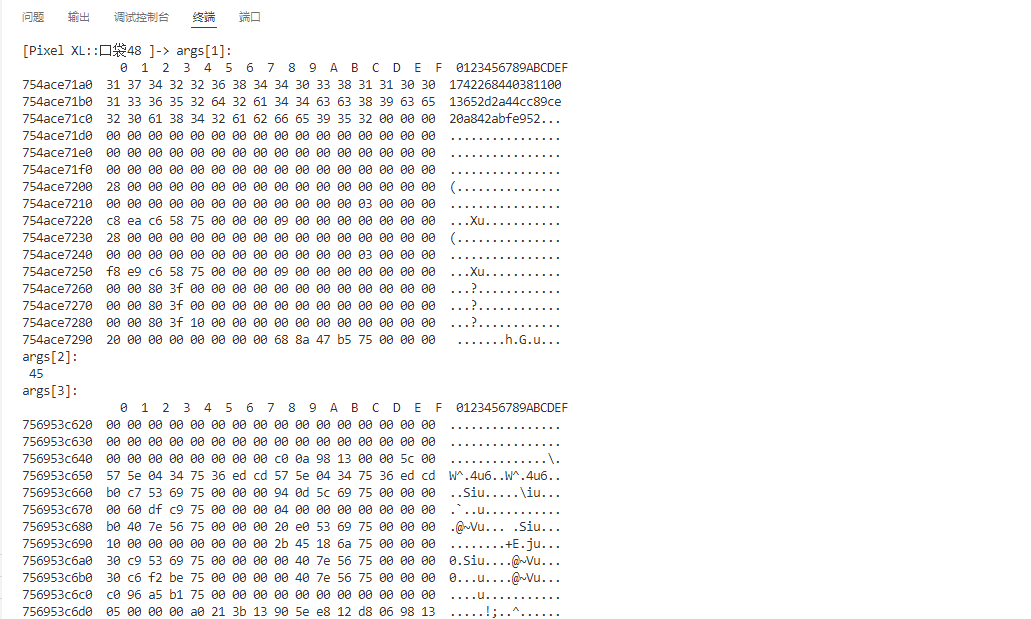 问题 输出 调试控制台 终端 端口
[Pixel XL::口袋48 ]-> args[1]:
0 1 2 3 4 5 6 7 8 9 A B C D E F 0123456789ABCDEF
754ace71a0 31 37 34 32 32 36 38 34 34 30 33 38 31 31 30 30 1742268440381100
754ace71b0 31 33 36 35 32 64 32 61 34 34 63 63 38 39 63 65 13652d2a44cc89ce
754ace71c0 32 30 61 38 34 32 61 62 66 65 39 35 32 00 00 00 20a842abfe952...
754ace71d0 00 00 00 00 00 00 00 00 00 00 00 00 00 00 00 00 ................
754ace71e0 00 00 00 00 00 00 00 00 00 00 00 00 00 00 00 00 ................
754ace71f0 00 00 00 00 00 00 00 00 00 00 00 00 00 00 00 00 ................
754ace7200 28 00 00 00 00 00 00 00 00 00 00 00 00 00 00 00 (...............
754ace7210 00 00 00 00 00 00 00 00 00 00 00 00 03 00 00 00 ................
754ace7220 c8 ea c6 58 75 00 00 00 09 00 00 00 00 00 00 00 ...Xu...........
754ace7230 28 00 00 00 00 00 00 00 00 00 00 00 00 00 00 00 (...............
754ace7240 00 00 00 00 00 00 00 00 00 00 00 00 03 00 00 00 ................
754ace7250 f8 e9 c6 58 75 00 00 00 09 00 00 00 00 00 00 00 ...Xu...........
754ace7260 00 00 80 3f 00 00 00 00 00 00 00 00 00 00 00 00 ...?............
754ace7270 00 00 80 3f 00 00 00 00 00 00 00 00 00 00 00 00 ...?............
754ace7280 00 00 80 3f 10 00 00 00 00 00 00 00 00 00 00 00 ...?............
754ace7290 20 00 00 00 00 00 00 00 68 8a 47 b5 75 00 00 00 .......h.G.u...
args[2]:
45
args[3]:
0 1 2 3 4 5 6 7 8 9 A B C D E F 0123456789ABCDEF
756953c620 00 00 00 00 00 00 00 00 00 00 00 00 00 00 00 00 ................
756953c630 00 00 00 00 00 00 00 00 00 00 00 00 00 00 00 00 ................
756953c640 00 00 00 00 00 00 00 00 c0 0a 98 13 00 00 5c 00 ..............\.
756953c650 57 5e 04 34 75 36 ed cd 57 5e 04 34 75 36 ed cd W^.4u6..W^.4u6..
756953c660 b0 c7 53 69 75 00 00 00 94 0d 5c 69 75 00 00 00 ..Siu.....\iu...
756953c670 00 60 df c9 75 00 00 00 04 00 00 00 00 00 00 00 .`..u...........
756953c680 b0 40 7e 56 75 00 00 00 20 e0 53 69 75 00 00 00 .@~Vu... .Siu...
756953c690 10 00 00 00 00 00 00 00 2b 45 18 6a 75 00 00 00 ........+E.ju...
756953c6a0 30 c9 53 69 75 00 00 00 00 40 7e 56 75 00 00 00 0.Siu....@~Vu...
756953c6b0 30 c6 f2 be 75 00 00 00 00 40 7e 56 75 00 00 00 0...u....@~Vu...
756953c6c0 c0 96 a5 b1 75 00 00 00 00 00 00 00 00 00 00 00 ....u...........
756953c6d0 05 00 00 00 a0 21 3b 13 90 5e e8 12 d8 06 98 13 .....!;..^......